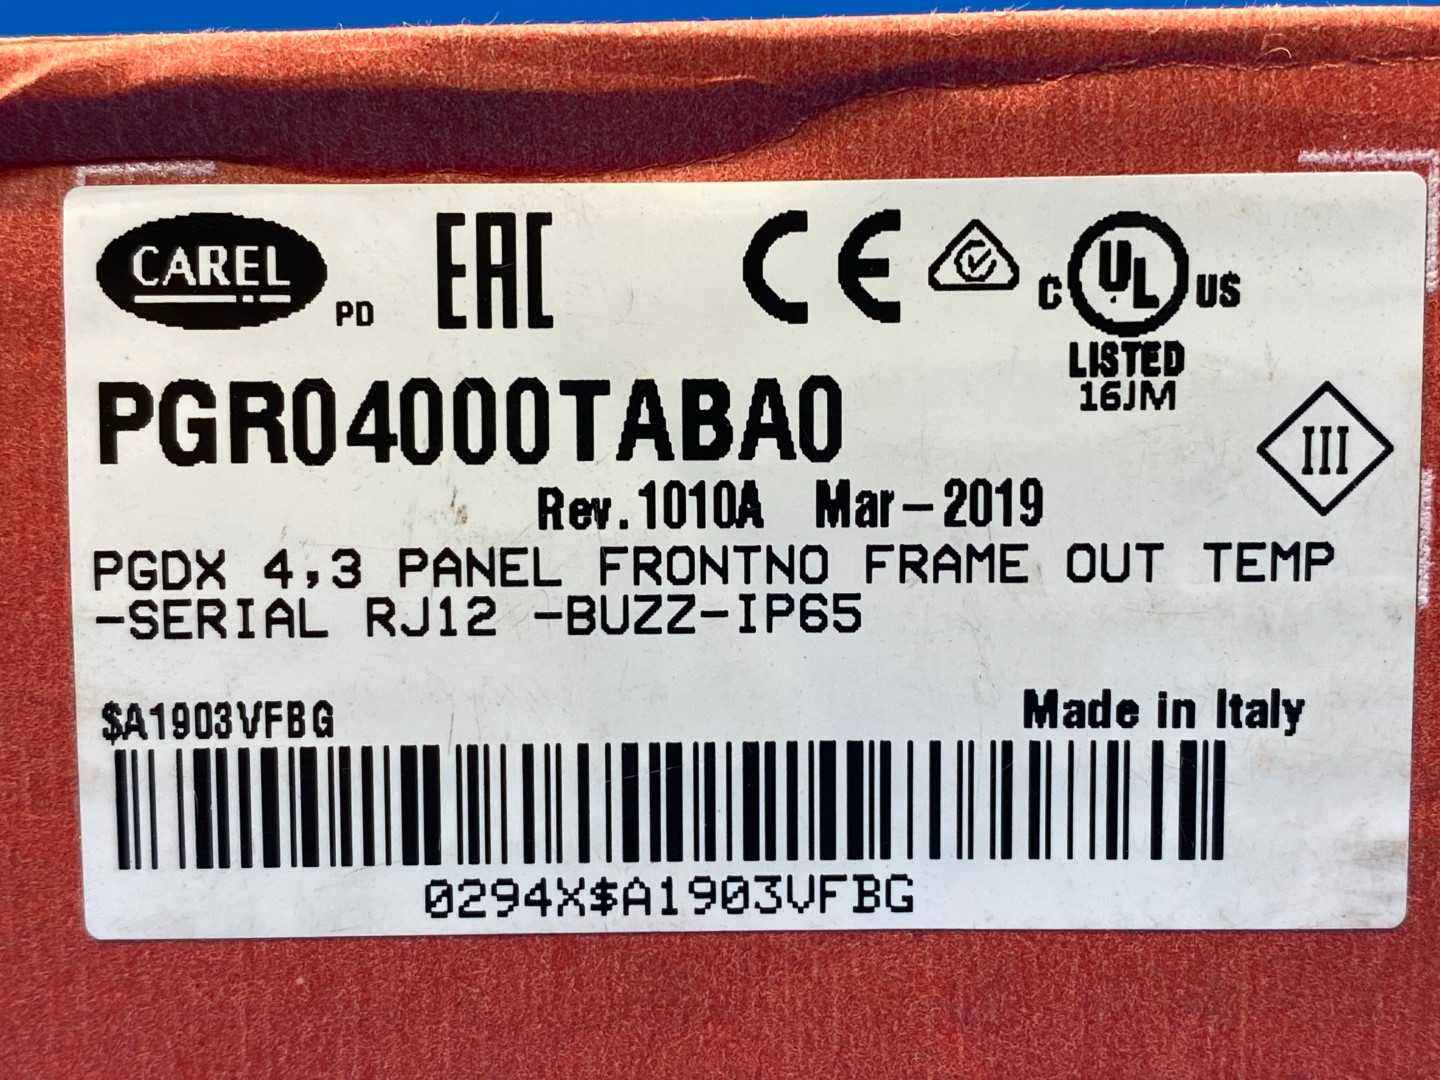 CAREL PD EAC CE C UL US
LISTED
16JM
PGR04000TABA0
III
Rev.1010A Mar-2019
PGDX 4,3 PANEL FRONTNO FRAME OUT TEMP
-SERIAL RJ12 -BUZZ-IP65
$A1903VFBG
Made in Italy
0294X$A1903VFBG